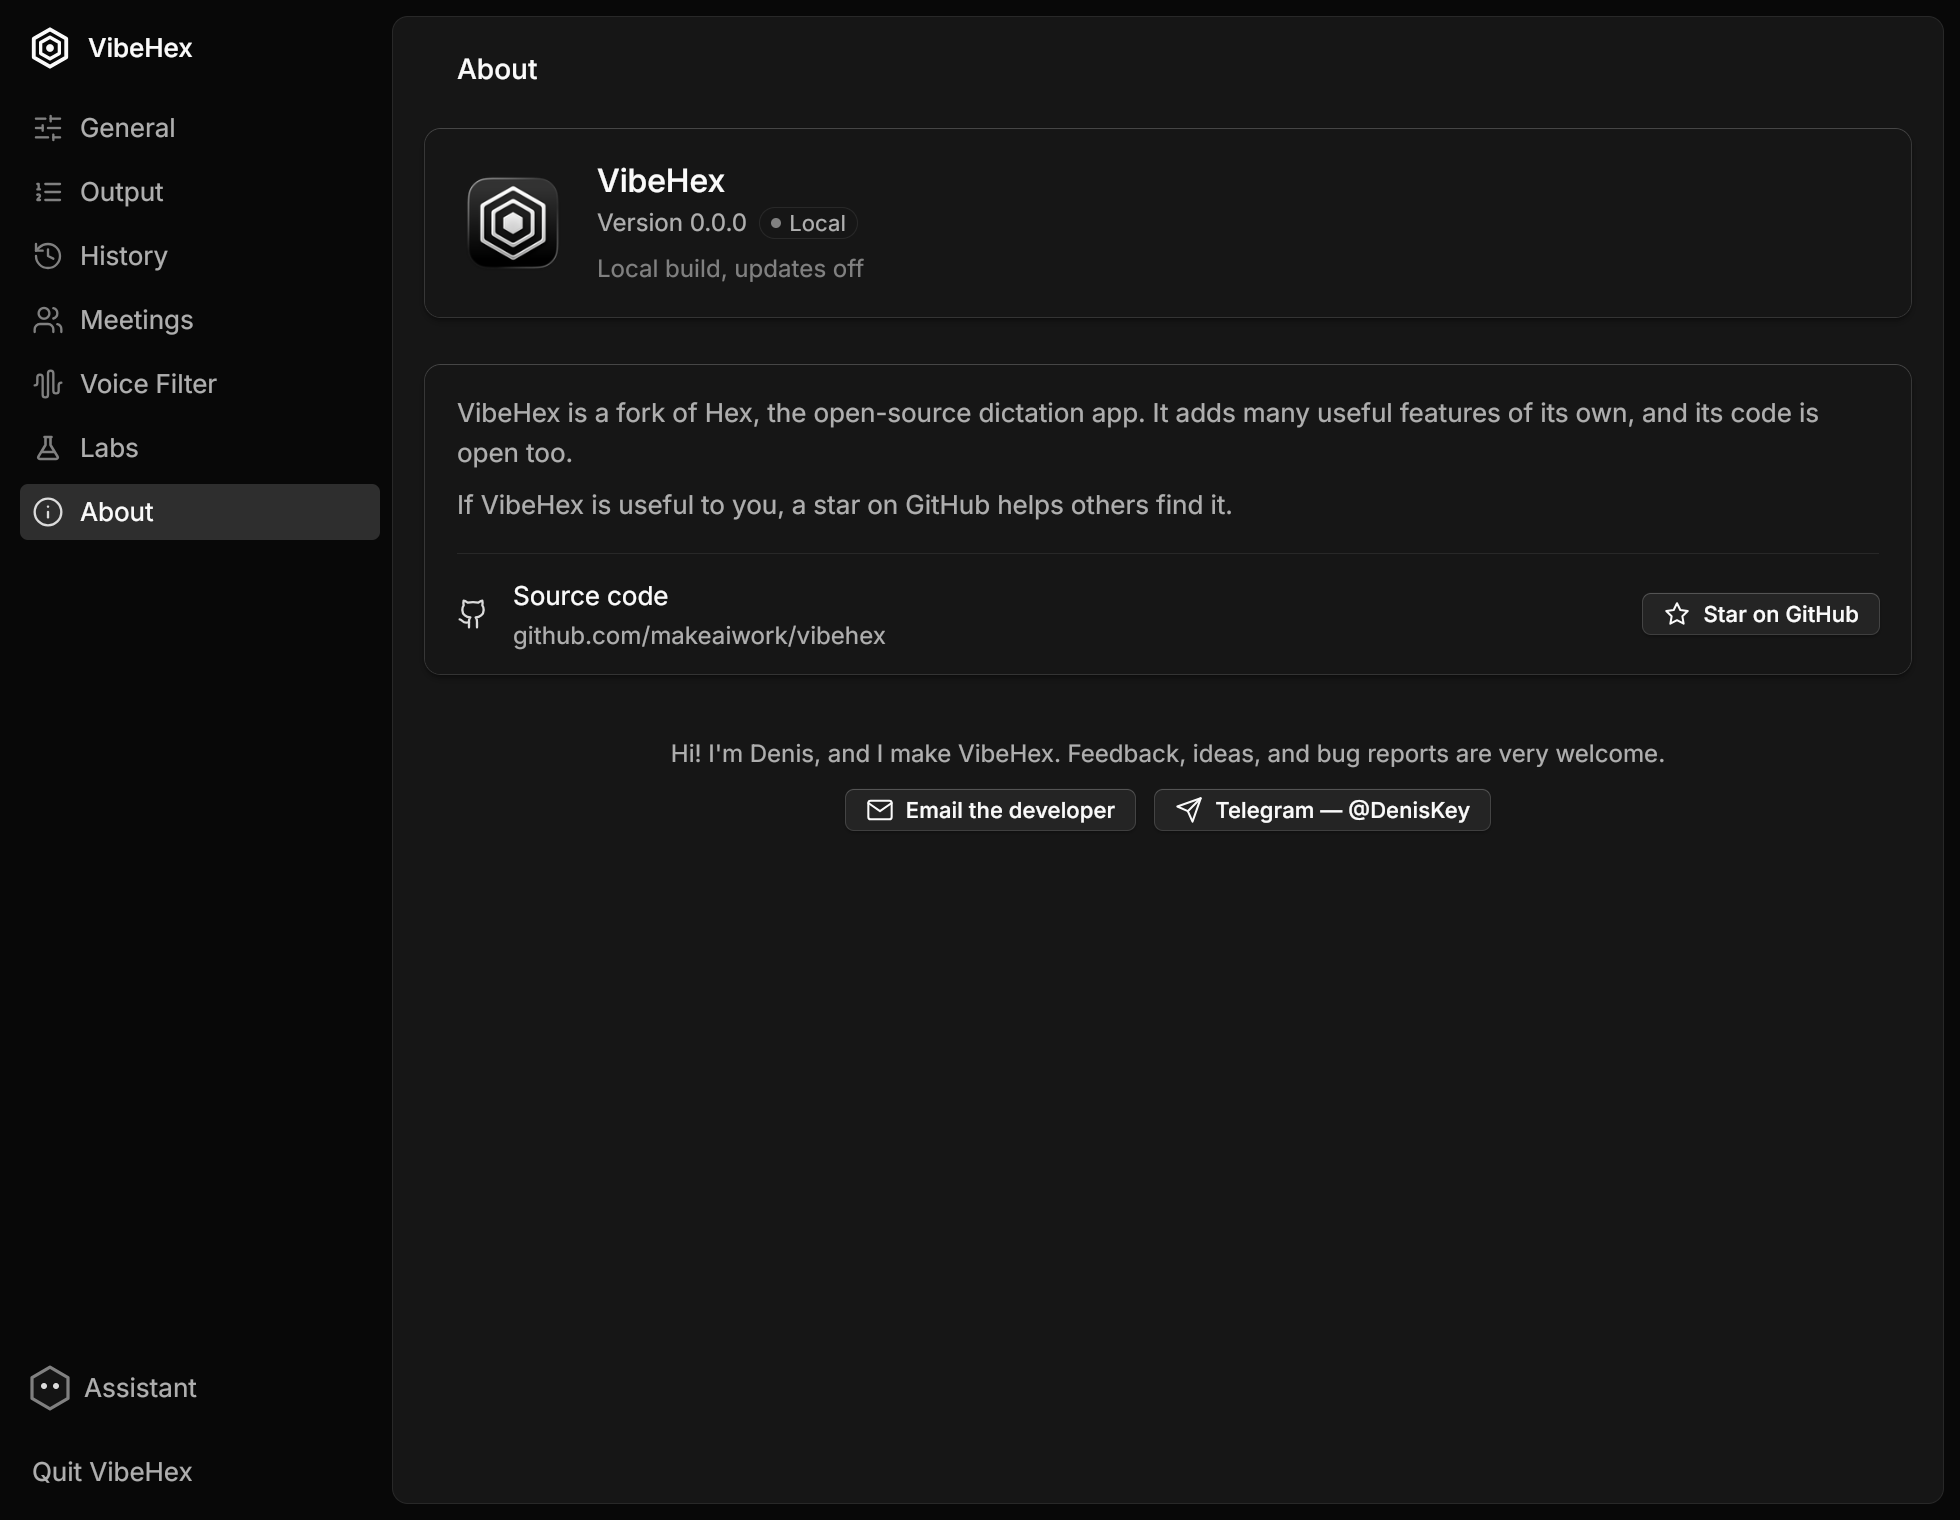 VibeHex
General
Output
History
Meetings
Voice Filter
Labs
About
Assistant
Quit VibeHex
About
VibeHex
Version 0.0.0 Local
Local build, updates off
VibeHex is a fork of Hex, the open-source dictation app. It adds many useful features of its own, and its code is
open too.
If VibeHex is useful to you, a star on GitHub helps others find it.
Source code
github.com/makeaiwork/vibehex
Star on GitHub
Hi! I'm Denis, and I make VibeHex. Feedback, ideas, and bug reports are very welcome.
Email the developer
Telegram — @DenisKey